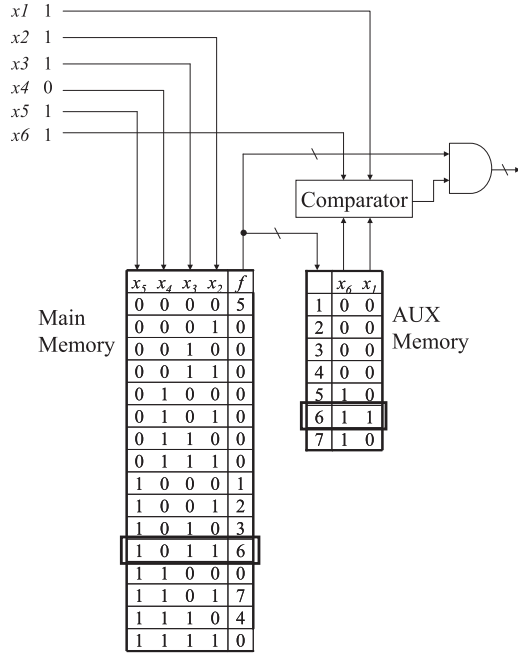 x1 1
x2 1
x3 1
x4 0
x5 1
x6 1
Comparator
Main
Memory
x5 x4 x3 x2 f
0 0 0 0 5
0 0 0 1 0
0 0 1 0 0
0 0 1 1 0
0 1 0 0 0
0 1 0 1 0
0 1 1 0 0
0 1 1 1 0
1 0 0 0 1
1 0 0 1 2
1 0 1 0 3
1 0 1 1 6
1 1 0 0 0
1 1 0 1 7
1 1 1 0 4
1 1 1 1 0
x6 x1
1 0 0
2 0 0
3 0 0
4 0 0
5 1 0
6 1 1
7 1 0
AUX
Memory